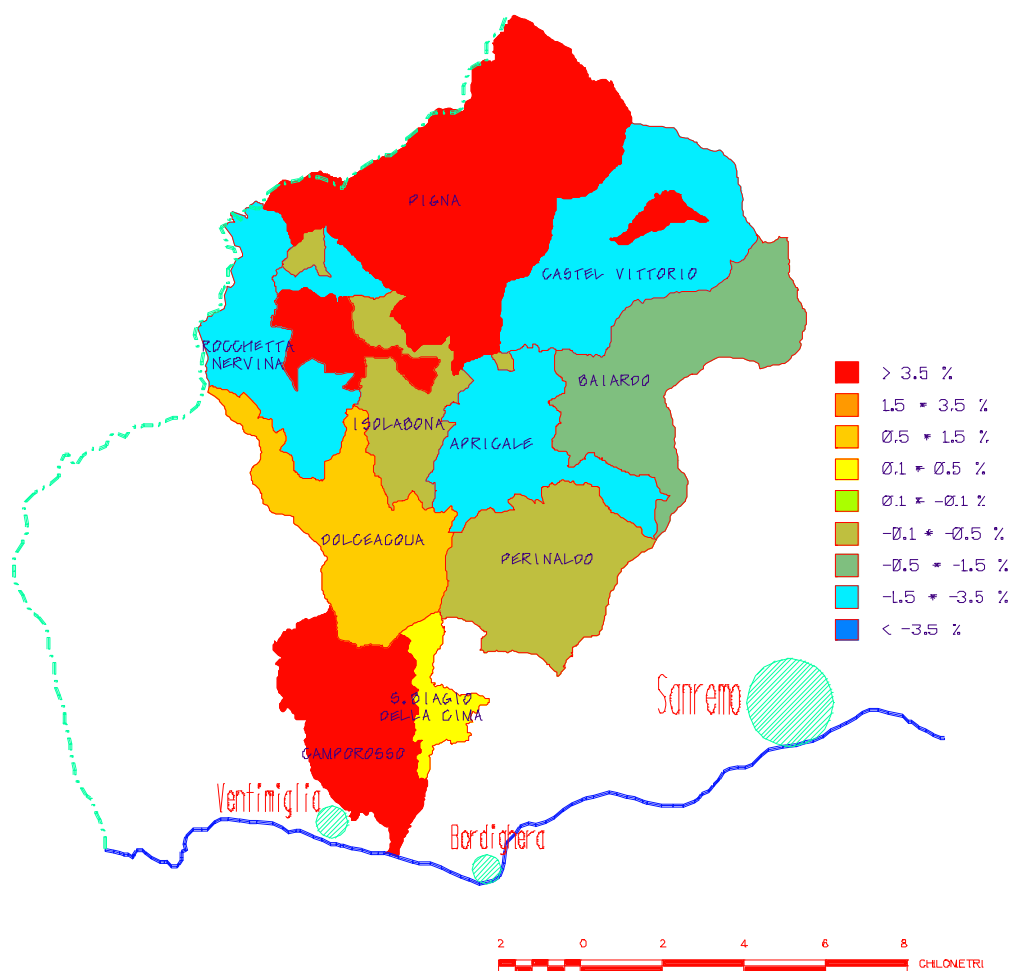 PIGNA
CASTEL VITTORIO
ROCCHETTA
NERVINA
BAIARDO
ISOLABONA
APRICALE
DOLCEACQUA
PERINALDO
S.BIAGIO
DELLA CIMA
CAMPOROSSO
Sanremo
Ventimiglia
Bordighera
> 3.5 %
1.5 * 3.5 %
0.5 * 1.5 %
0.1 * 0.5 %
0.1 * -0.1 %
-0.1 * -0.5 %
-0.5 * -1.5 %
-1.5 * -3.5 %
< -3.5 %
2 0 2 4 6 8
CHILOMETRI